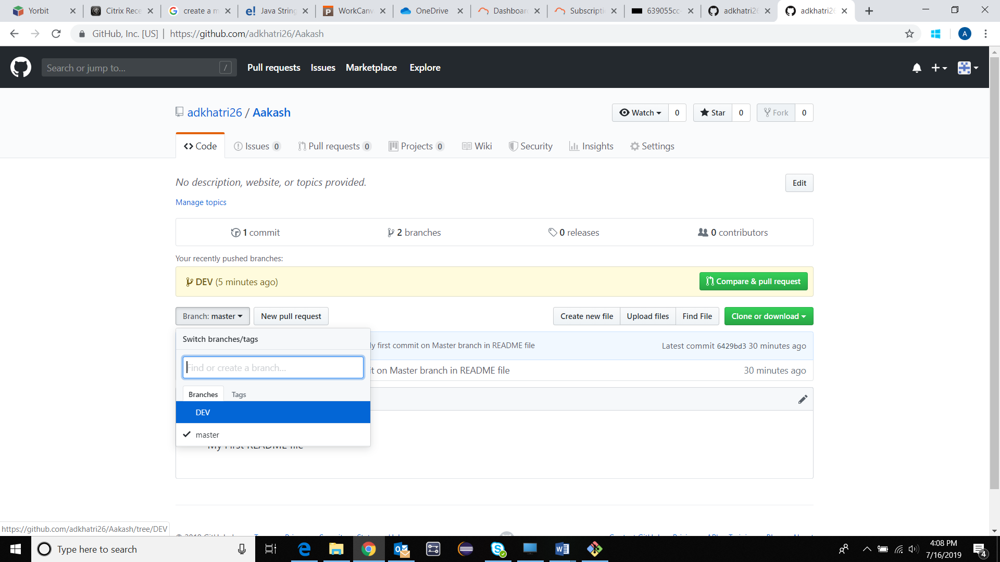 Yorbit
Citrix Rece
create a m
Java String
WorkCanv
OneDrive
Dashboard
Subscripti
639055cc-
adkhatri26
adkhatri26
GitHub, Inc. [US] | https://github.com/adkhatri26/Aakash
A
Search or jump to...
/
Pull requests Issues Marketplace Explore
adkhatri26 / Aakash
Watch 0
Star 0
Fork 0
Code
Issues 0
Pull requests 0
Projects 0
Wiki
Security
Insights
Settings
No description, website, or topics provided.
Edit
Manage topics
1 commit
2 branches
0 releases
0 contributors
Your recently pushed branches:
DEV (5 minutes ago)
Compare & pull request
Branch: master
New pull request
Create new file
Upload files
Find File
Clone or download
Switch branches/tags
first commit on Master branch in README file
Latest commit 6429bd3 30 minutes ago
Find or create a branch...
it on Master branch in README file
30 minutes ago
Branches
Tags
DEV
master
My First README file
https://github.com/adkhatri26/Aakash/tree/DEV
Type here to search
4:08 PM
7/16/2019
4